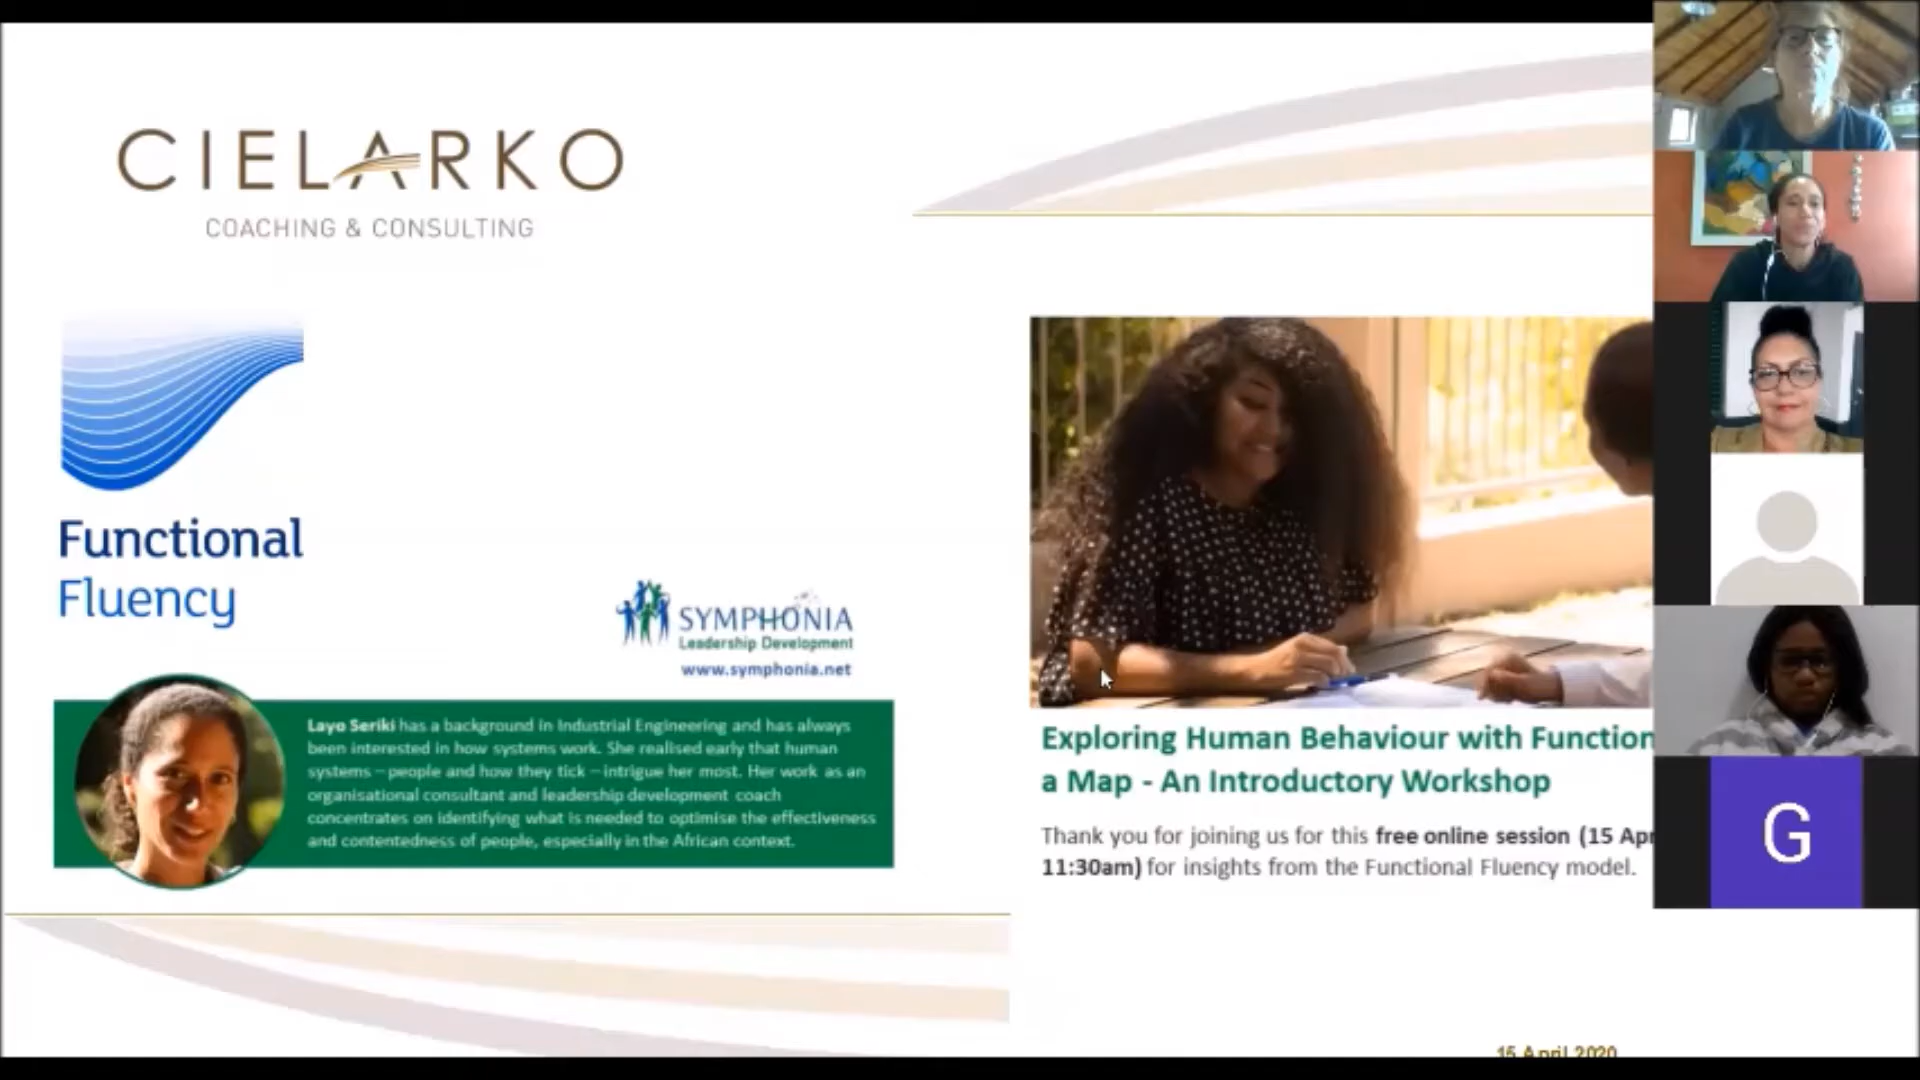 CIELARKO
COACHING & CONSULTING
Functional
Fluency
SYMPHONIA
Leadership Development
www.symphonia.net
Layo Seriki has a background in Industrial Engineering and has always
been interested in how systems work. She realised early that human
systems – people and how they tick – intrigue her most. Her work as an
organisational consultant and leadership development coach
concentrates on identifying what is needed to optimise the effectiveness
and contentedness of people, especially in the African context.
Exploring Human Behaviour with Function
a Map - An Introductory Workshop
Thank you for joining us for this free online session (15 Apr
11:30am) for insights from the Functional Fluency model.
15 April 2020
G